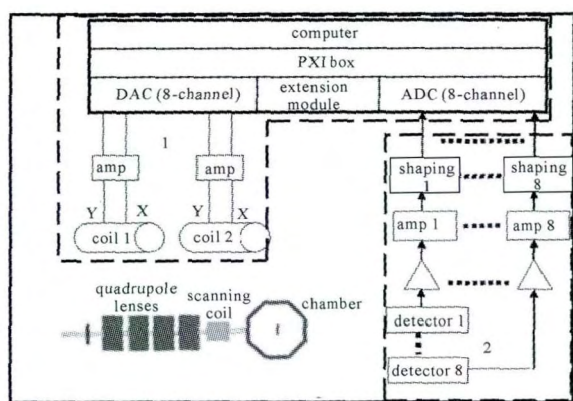 computer
PXI box
DAC (8-channel)
extension
module
ADC (8-channel)
1
amp
amp
Y
X
Y
X
coil 1
coil 2
shaping
1
shaping
8
amp 1
amp 8
detector 1
detector 8
2
quadrupole
lenses
scanning
coil
chamber